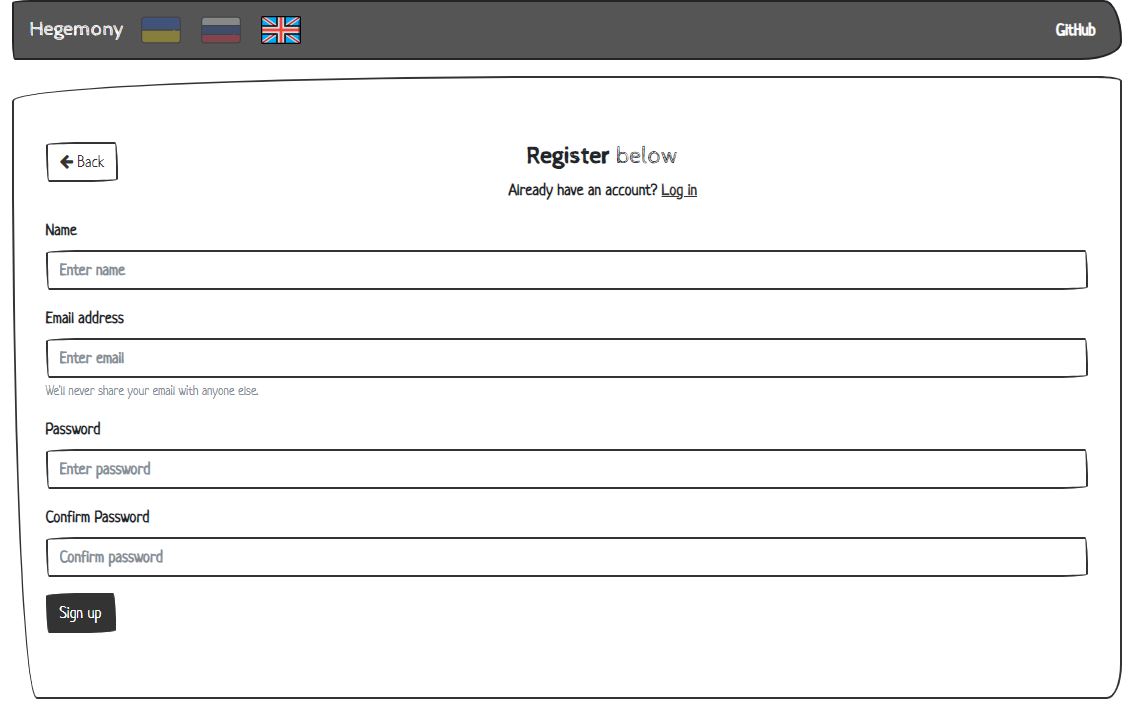 Hegemony
GitHub
Back
Register below
Already have an account? Log in
Name
Enter name
Email address
Enter email
We'll never share your email with anyone else.
Password
Enter password
Confirm Password
Confirm password
Sign up